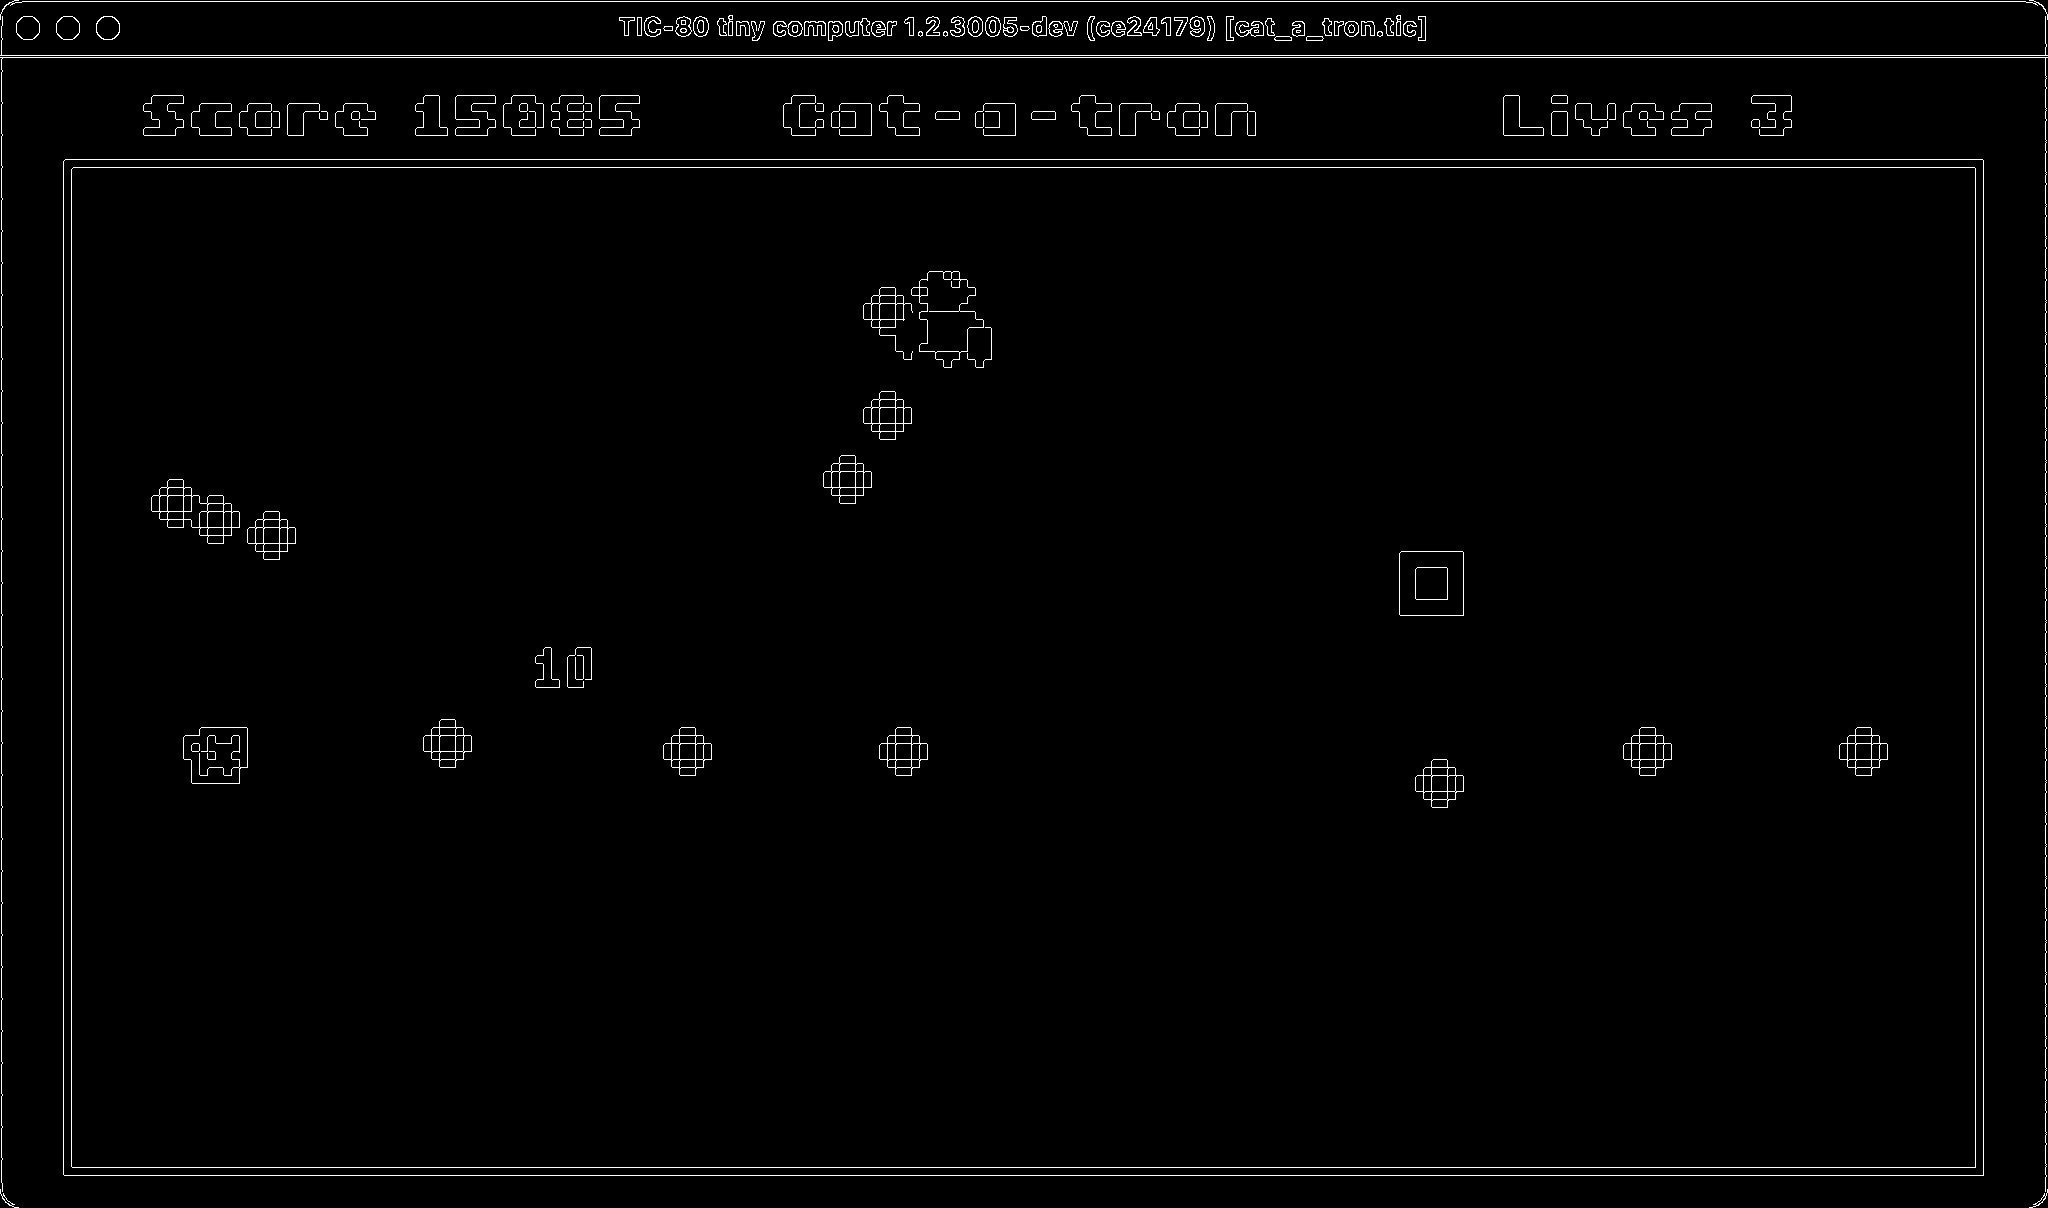 TIC-80 tiny computer 1.2.3005-dev (ce24179) [cat_a_tron.tic]
Score 15085 Cat-a-tron Lives 3
10